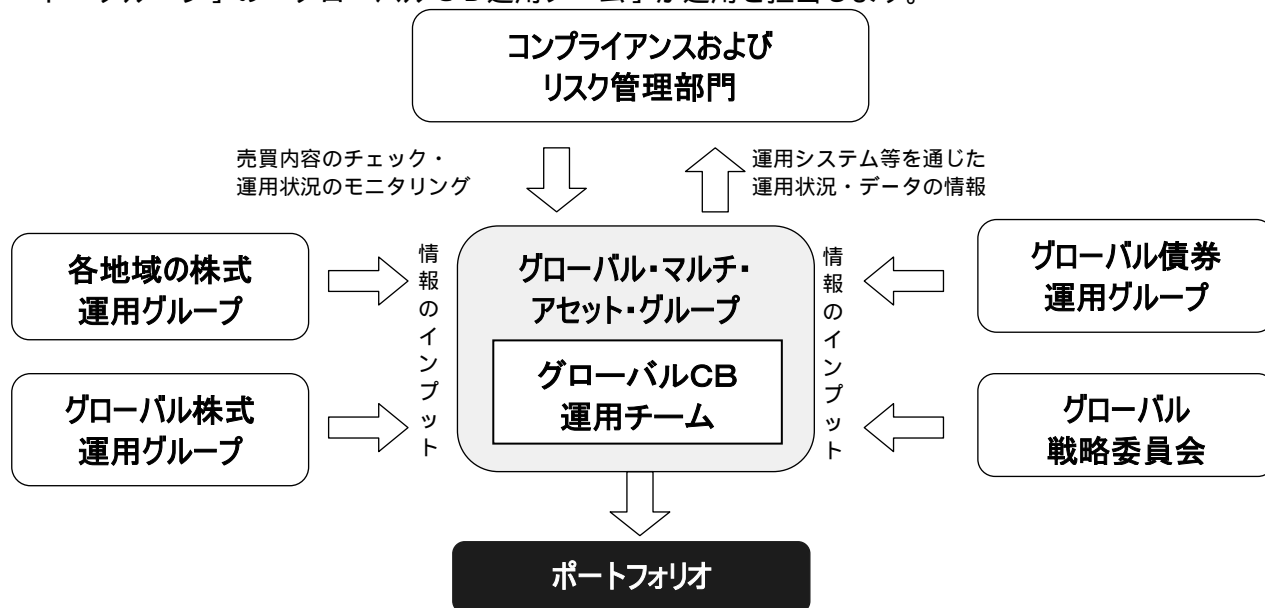 コンプライアンスおよび
リスク管理部門
売買内容のチェック・
運用状況のモニタリング
運用システム等を通じた
運用状況・データの情報
各地域の株式
運用グループ
グローバル株式
運用グループ
情報のインプット
グローバル・マルチ・
アセット・グループ
グローバルCB
運用チーム
情報のインプット
グローバル債券
運用グループ
グローバル
戦略委員会
ポートフォリオ